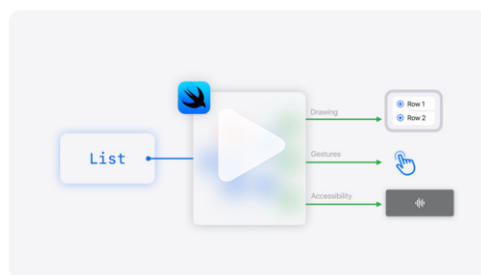 List
Drawing
Row 1
Row 2
Gestures
Accessibility